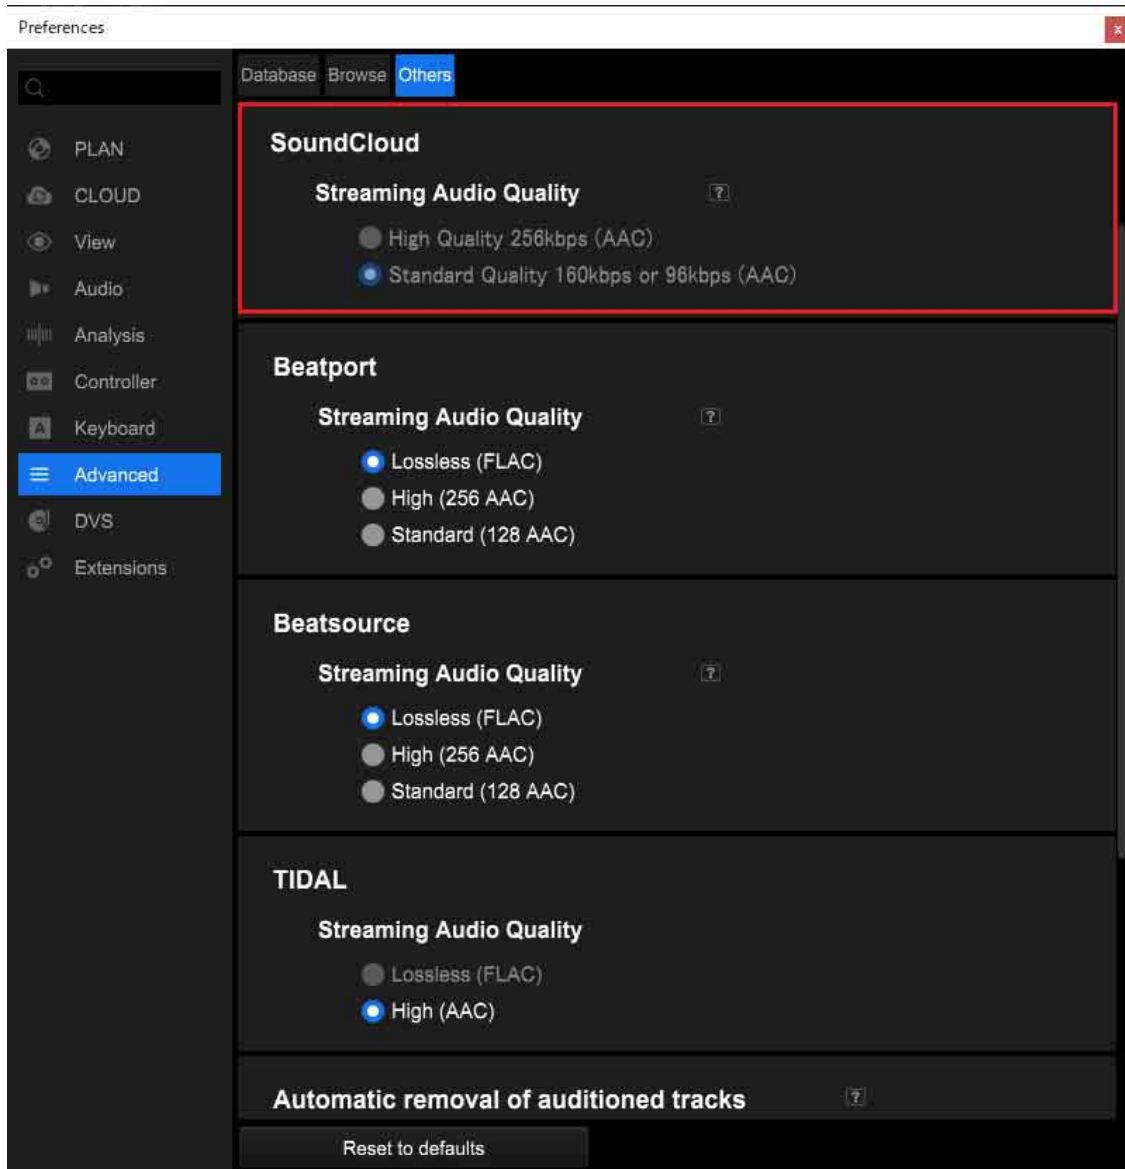 Preferences
x
Database Browse Others
PLAN
CLOUD
View
Audio
Analysis
Controller
Keyboard
Advanced
DVS
Extensions
SoundCloud
Streaming Audio Quality ?
High Quality 256kbps (AAC)
Standard Quality 160kbps or 96kbps (AAC)
Beatport
Streaming Audio Quality ?
Lossless (FLAC)
High (256 AAC)
Standard (128 AAC)
Beatsource
Streaming Audio Quality ?
Lossless (FLAC)
High (256 AAC)
Standard (128 AAC)
TIDAL
Streaming Audio Quality
Lossless (FLAC)
High (AAC)
Automatic removal of auditioned tracks ?
Reset to defaults